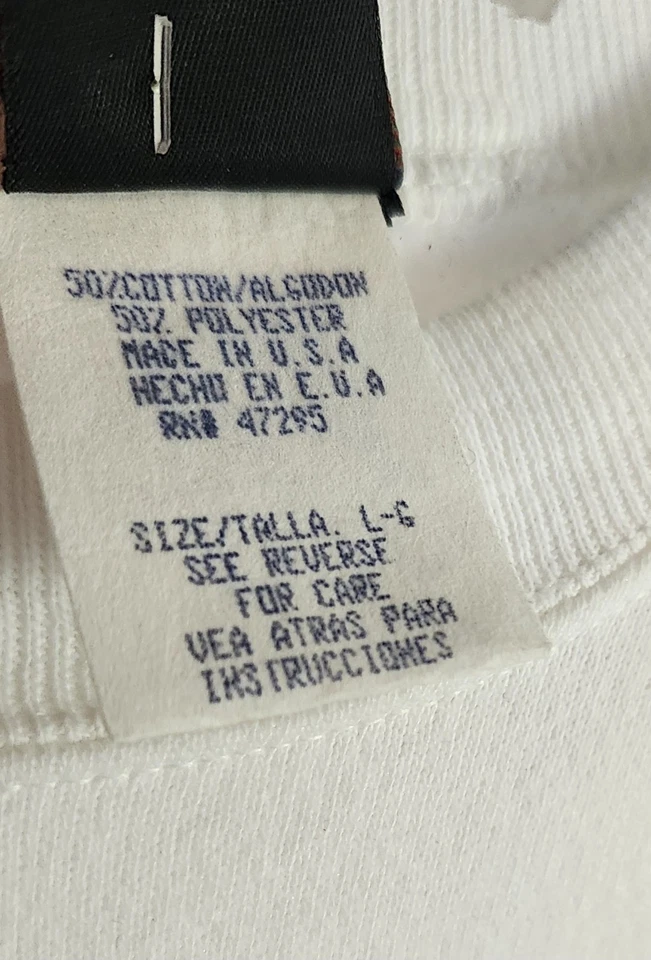 50%COTTON/ALGODON
50% POLYESTER
MADE IN U.S.A
HECHO EN E.U.A
RN# 47295
SIZE/TALLA. L-G
SEE REVERSE
FOR CARE
VEA ATRAS PARA
INSTRUCCIONES